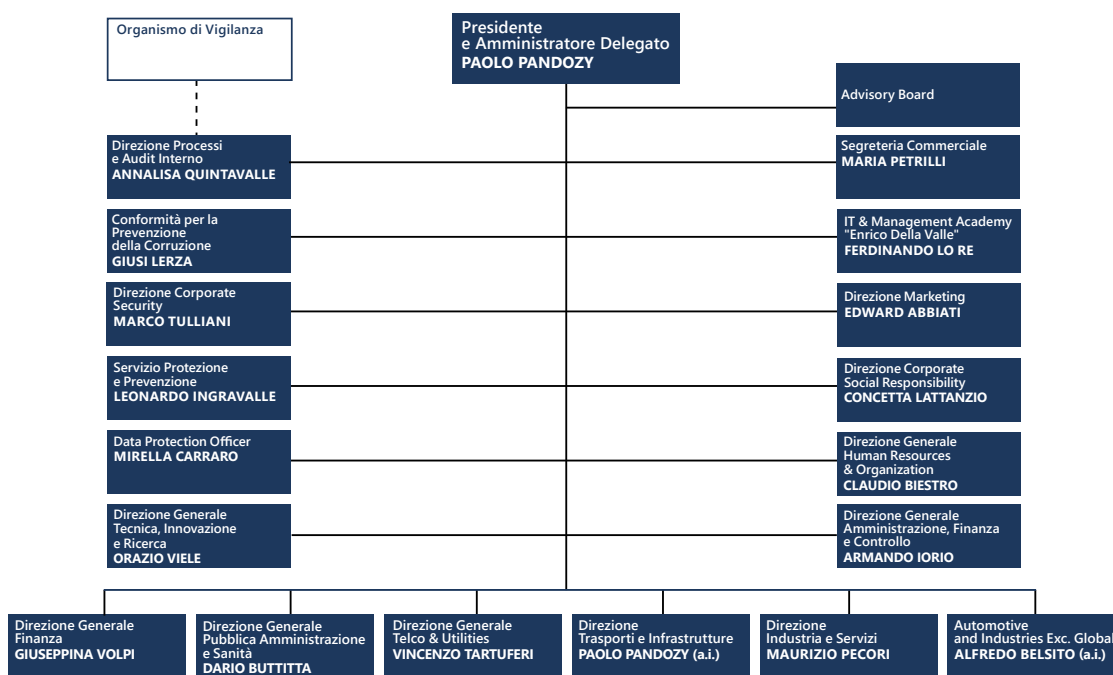 Organismo di Vigilanza
Presidente
e Amministratore Delegato
PAOLO PANDOZY
Advisory Board
Direzione Processi
e Audit Interno
ANNALISA QUINTAVALLE
Segreteria Commerciale
MARIA PETRILLI
Conformità per la
Prevenzione
della Corruzione
GIUSI LERZA
IT & Management Academy
"Enrico Della Valle"
FERDINANDO LO RE
Direzione Corporate
Security
MARCO TULLIANI
Direzione Marketing
EDWARD ABBIATI
Servizio Protezione
e Prevenzione
LEONARDO INGRAVALLE
Direzione Corporate
Social Responsibility
CONCETTA LATTANZIO
Data Protection Officer
MIRELLA CARRARO
Direzione Generale
Human Resources
& Organization
CLAUDIO BIESTRO
Direzione Generale
Tecnica, Innovazione
e Ricerca
ORAZIO VIELE
Direzione Generale
Amministrazione, Finanza
e Controllo
ARMANDO IORIO
Direzione Generale
Finanza
GIUSEPPINA VOLPI
Direzione Generale
Pubblica Amministrazione
e Sanità
DARIO BUTTITTA
Direzione Generale
Telco & Utilities
VINCENZO TARTUFERI
Direzione
Trasporti e Infrastrutture
PAOLO PANDOZY (a.i.)
Direzione
Industria e Servizi
MAURIZIO PECORI
Automotive
and Industries Exc. Global
ALFREDO BELSITO (a.i.)